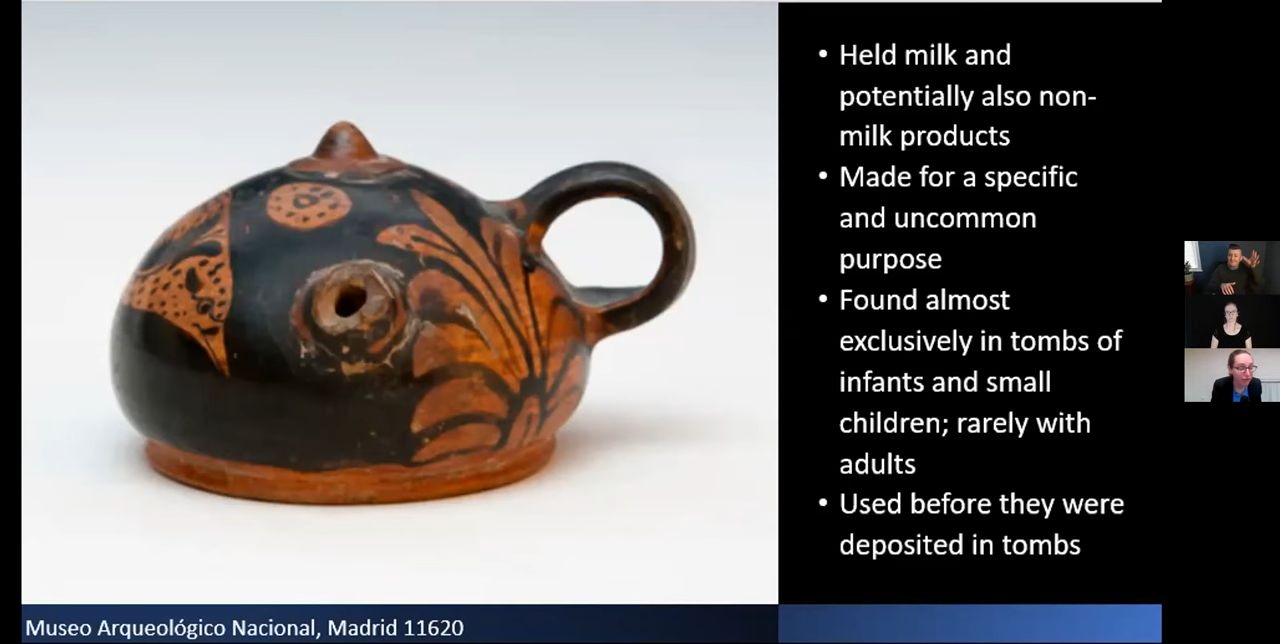 • Held milk and
potentially also non-
milk products
• Made for a specific
and uncommon
purpose
• Found almost
exclusively in tombs of
infants and small
children; rarely with
adults
• Used before they were
deposited in tombs
Museo Arqueológico Nacional, Madrid 11620